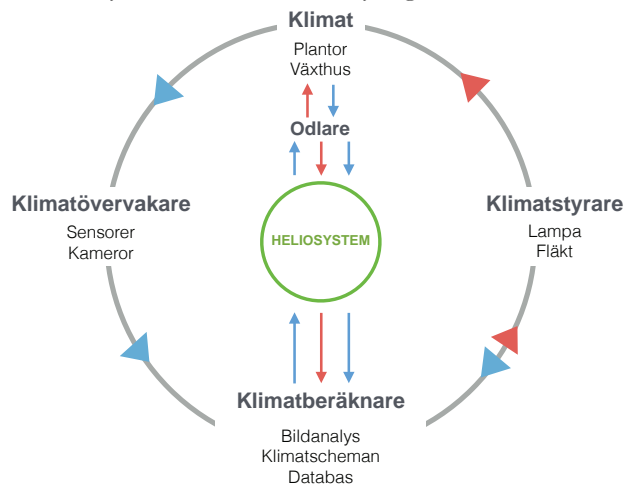 Klimat
Plantor
Växthus
Odlare
Klimatövervakare
Sensorer
Kameror
HELIOSYSTEM
Klimatstyrare
Lampa
Fläkt
Klimatberäknare
Bildanalys
Klimatscheman
Databas